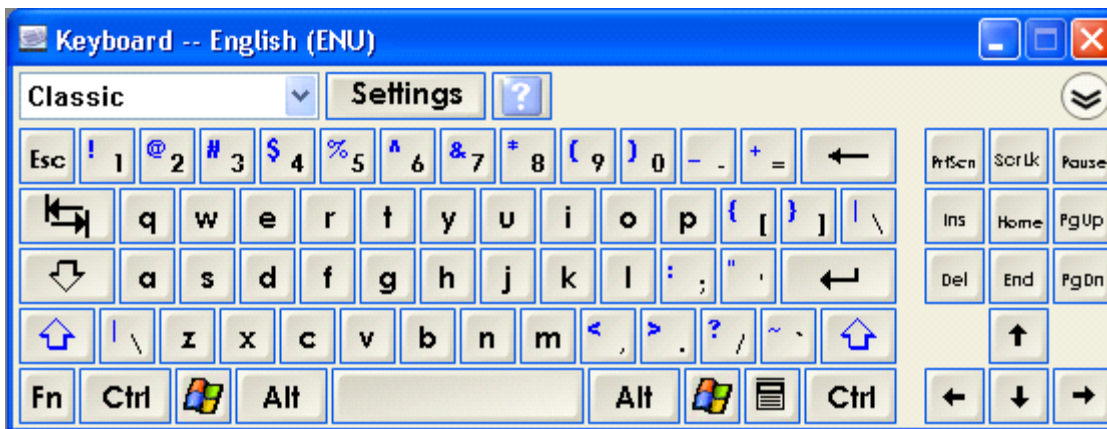 Keyboard -- English (ENU)
Classic Settings ?
Esc ! 1 @ 2 # 3 $ 4 % 5 ^ 6 & 7 * 8 ( 9 ) 0 _ - + = PrtScn ScrLk Pause
q w e r t y u i o p { [ } ] | \ Ins Home PgUp
a s d f g h j k l : ; " ' Del End PgDn
| \ z x c v b n m < , > . ? / ~ `
Fn Ctrl Alt Alt Ctrl